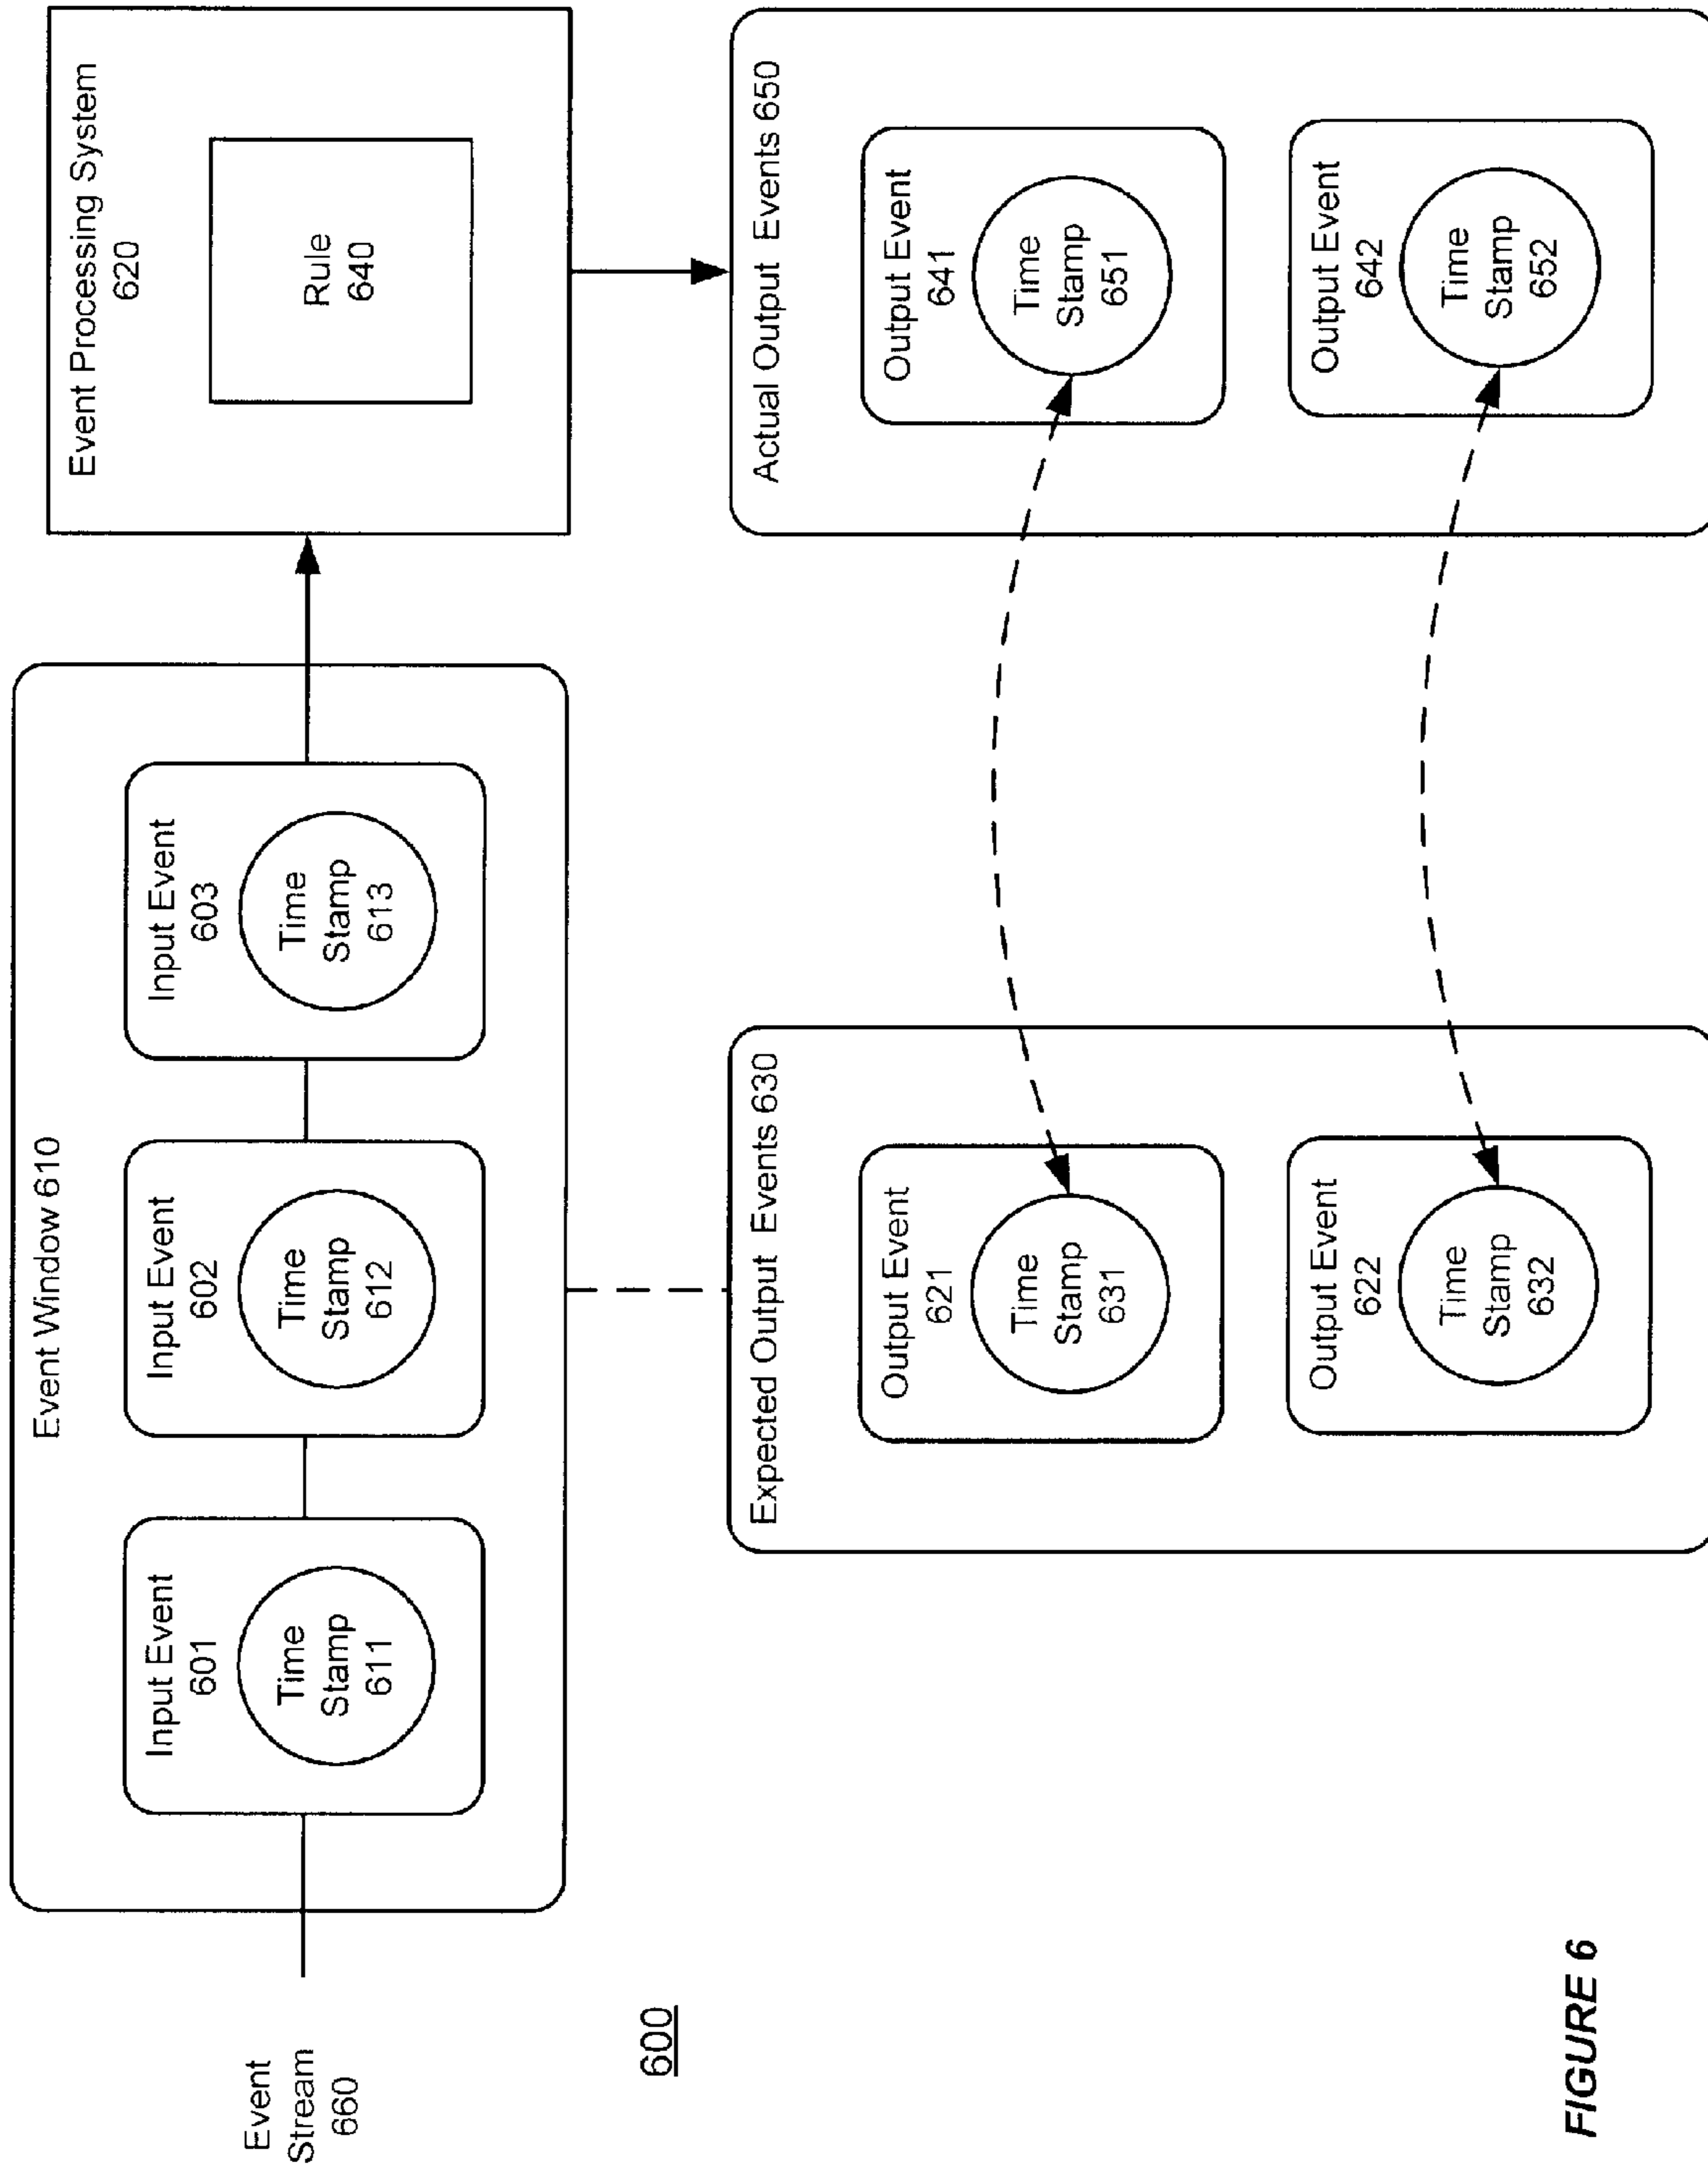 Event
Stream
660
Event Window 610
Input Event
601
Time
Stamp
611
Input Event
602
Time
Stamp
612
Input Event
603
Time
Stamp
613
Event Processing System
620
Rule
640
600
Expected Output Events 630
Output Event
621
Time
Stamp
631
Output Event
622
Time
Stamp
632
Actual Output Events 650
Output Event
641
Time
Stamp
651
Output Event
642
Time
Stamp
652
FIGURE 6